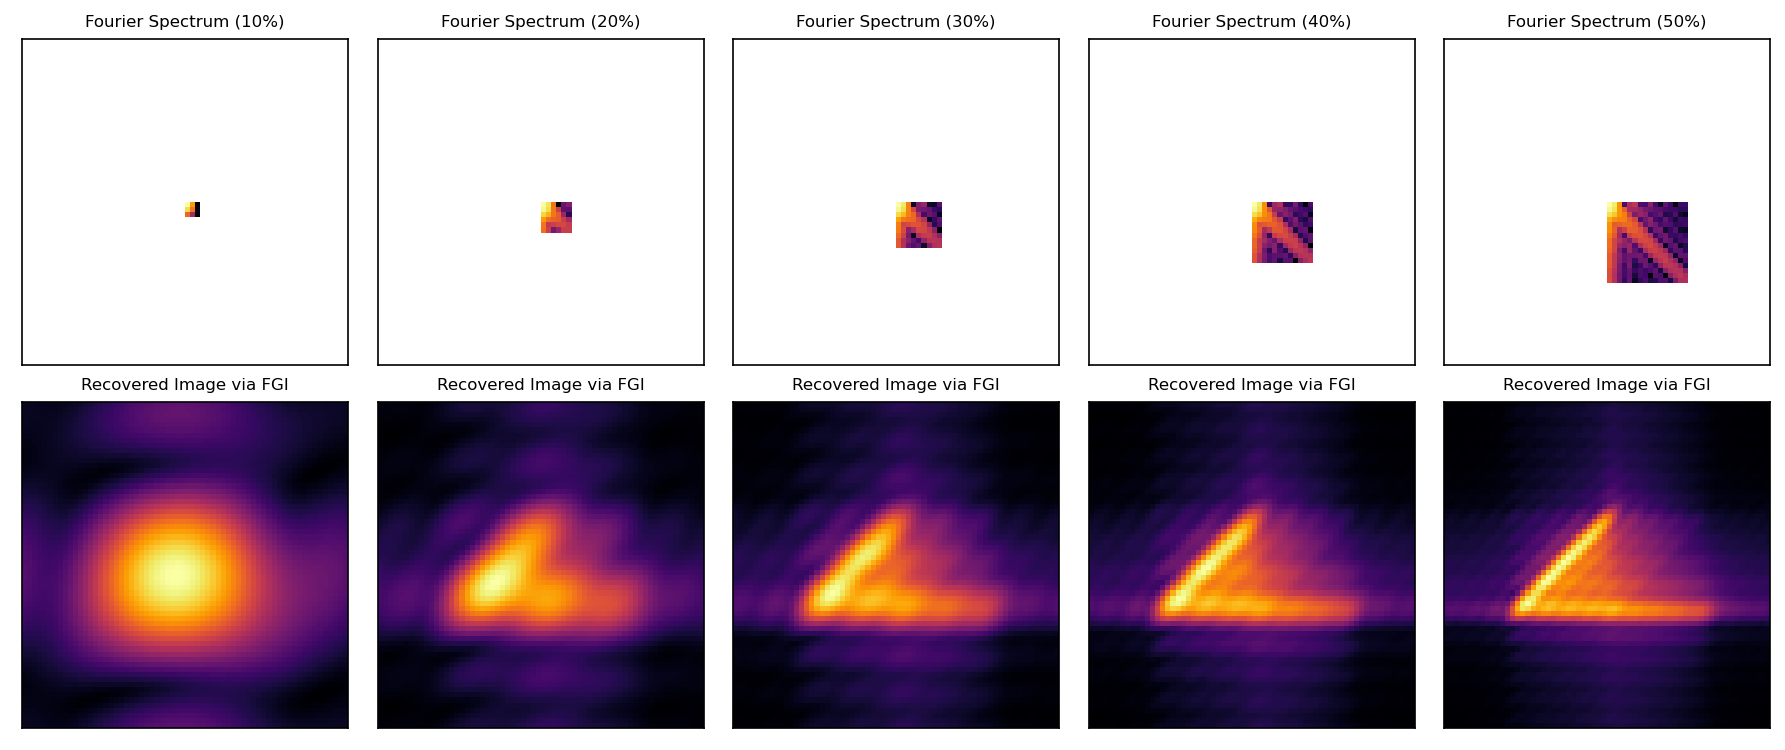 Fourier Spectrum (10%)
Fourier Spectrum (20%)
Fourier Spectrum (30%)
Fourier Spectrum (40%)
Fourier Spectrum (50%)
Recovered Image via FGI
Recovered Image via FGI
Recovered Image via FGI
Recovered Image via FGI
Recovered Image via FGI